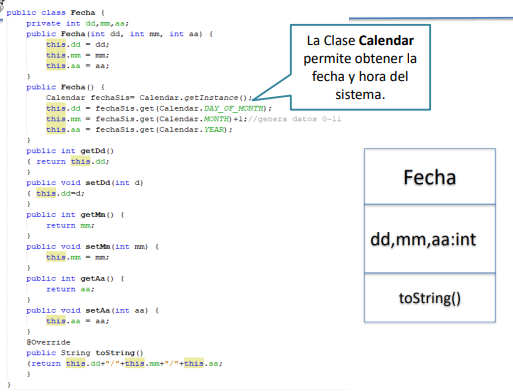 public class Fecha {
private int dd,mm,aa;
public Fecha(int dd, int mm, int aa) {
this.dd = dd;
this.mm = mm;
this.aa = aa;
}
public Fecha() {
Calendar fechaSis= Calendar.getInstance();
this.dd = fechaSis.get(Calendar.DAY_OF_MONTH);
this.mm = fechaSis.get(Calendar.MONTH)+1;//genera datos 0-11
this.aa = fechaSis.get(Calendar.YEAR);
}
public int getDd()
{ return this.dd;
}
public void setDd(int d)
{ this.dd=d;
}
public int getMm() {
return mm;
}
public void setMm(int mm) {
this.mm = mm;
}
public int getAa() {
return aa;
}
public void setAa(int aa) {
this.aa = aa;
}
@Override
public String toString()
{return this.dd+"/"+this.mm+"/"+this.aa;
}
}
La Clase Calendar
permite obtener la
fecha y hora del
sistema.
Fecha
dd,mm,aa:int
toString()